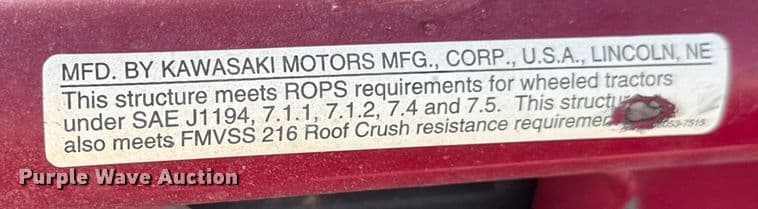 MFD. BY KAWASAKI MOTORS MFG., CORP., U.S.A., LINCOLN, NE
This structure meets ROPS requirements for wheeled tractors
under SAE J1194, 7.1.1, 7.1.2, 7.4 and 7.5. This
also meets FMVSS 216 Roof Crush resistance
Purple Wave Auction